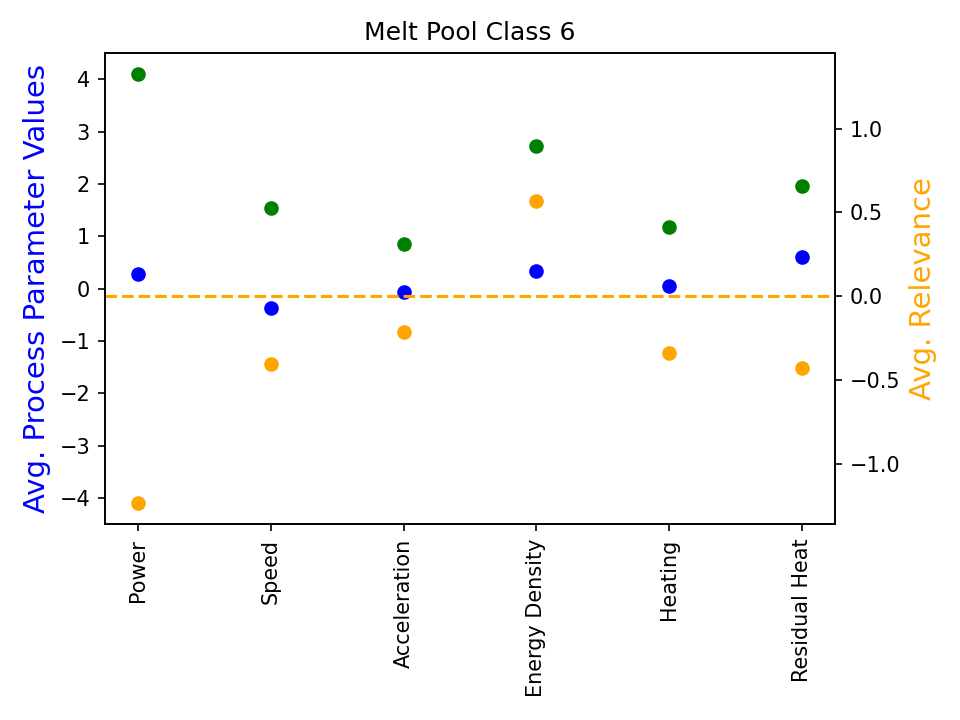 Melt Pool Class 6
Avg. Process Parameter Values
4
3
2
1
0
−1
−2
−3
−4
1.0
0.5
0.0
−0.5
−1.0
Avg. Relevance
Power
Speed
Acceleration
Energy Density
Heating
Residual Heat